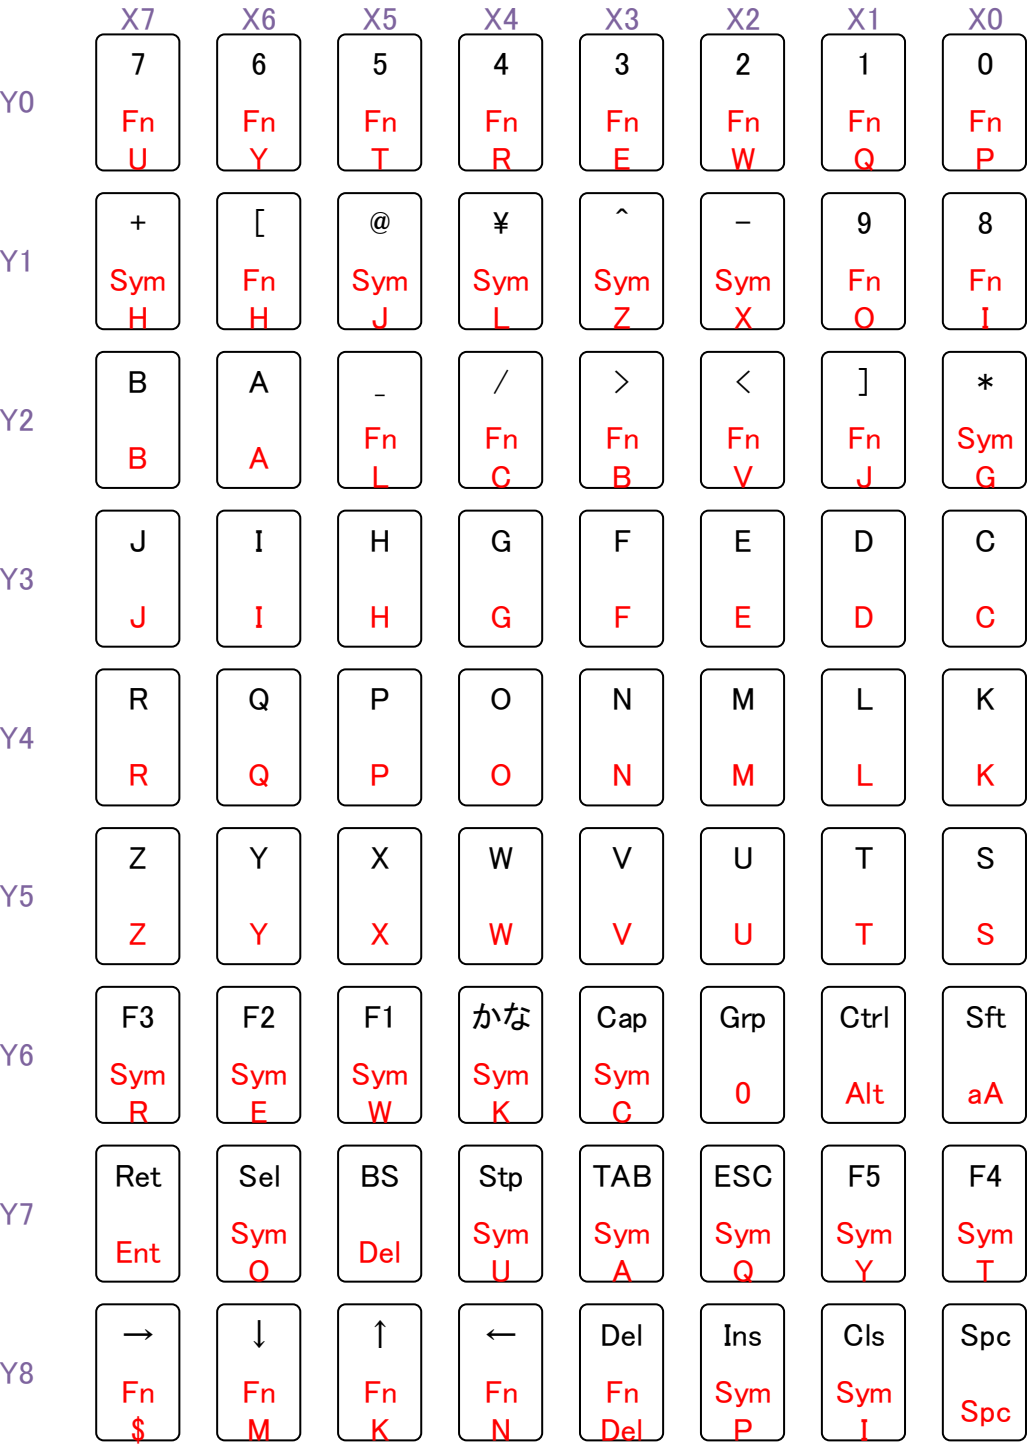 X7 X6 X5 X4 X3 X2 X1 X0
7 6 5 4 3 2 1 0
Y0
Fn Fn Fn Fn Fn Fn Fn Fn
U Y T R E W Q P
+ [ @ ¥ ^ - 9 8
Y1
Sym Fn Sym Sym Sym Sym Fn Fn
H H J L Z X O I
B A _ / > < ] *
Y2
B A Fn Fn Fn Fn Fn Sym
L C B V J G
J I H G F E D C
Y3
J I H G F E D C
R Q P O N M L K
Y4
R Q P O N M L K
Z Y X W V U T S
Y5
Z Y X W V U T S
F3 F2 F1 かな Cap Grp Ctrl Sft
Y6
Sym Sym Sym Sym Sym 0 Alt aA
R E W K C
Ret Sel BS Stp TAB ESC F5 F4
Y7
Ent Sym Del Sym Sym Sym Sym Sym
O U A Q Y T
→ ↓ ↑ ← Del Ins Cls Spc
Y8
Fn Fn Fn Fn Fn Sym Sym Spc
$ M K N Del P I